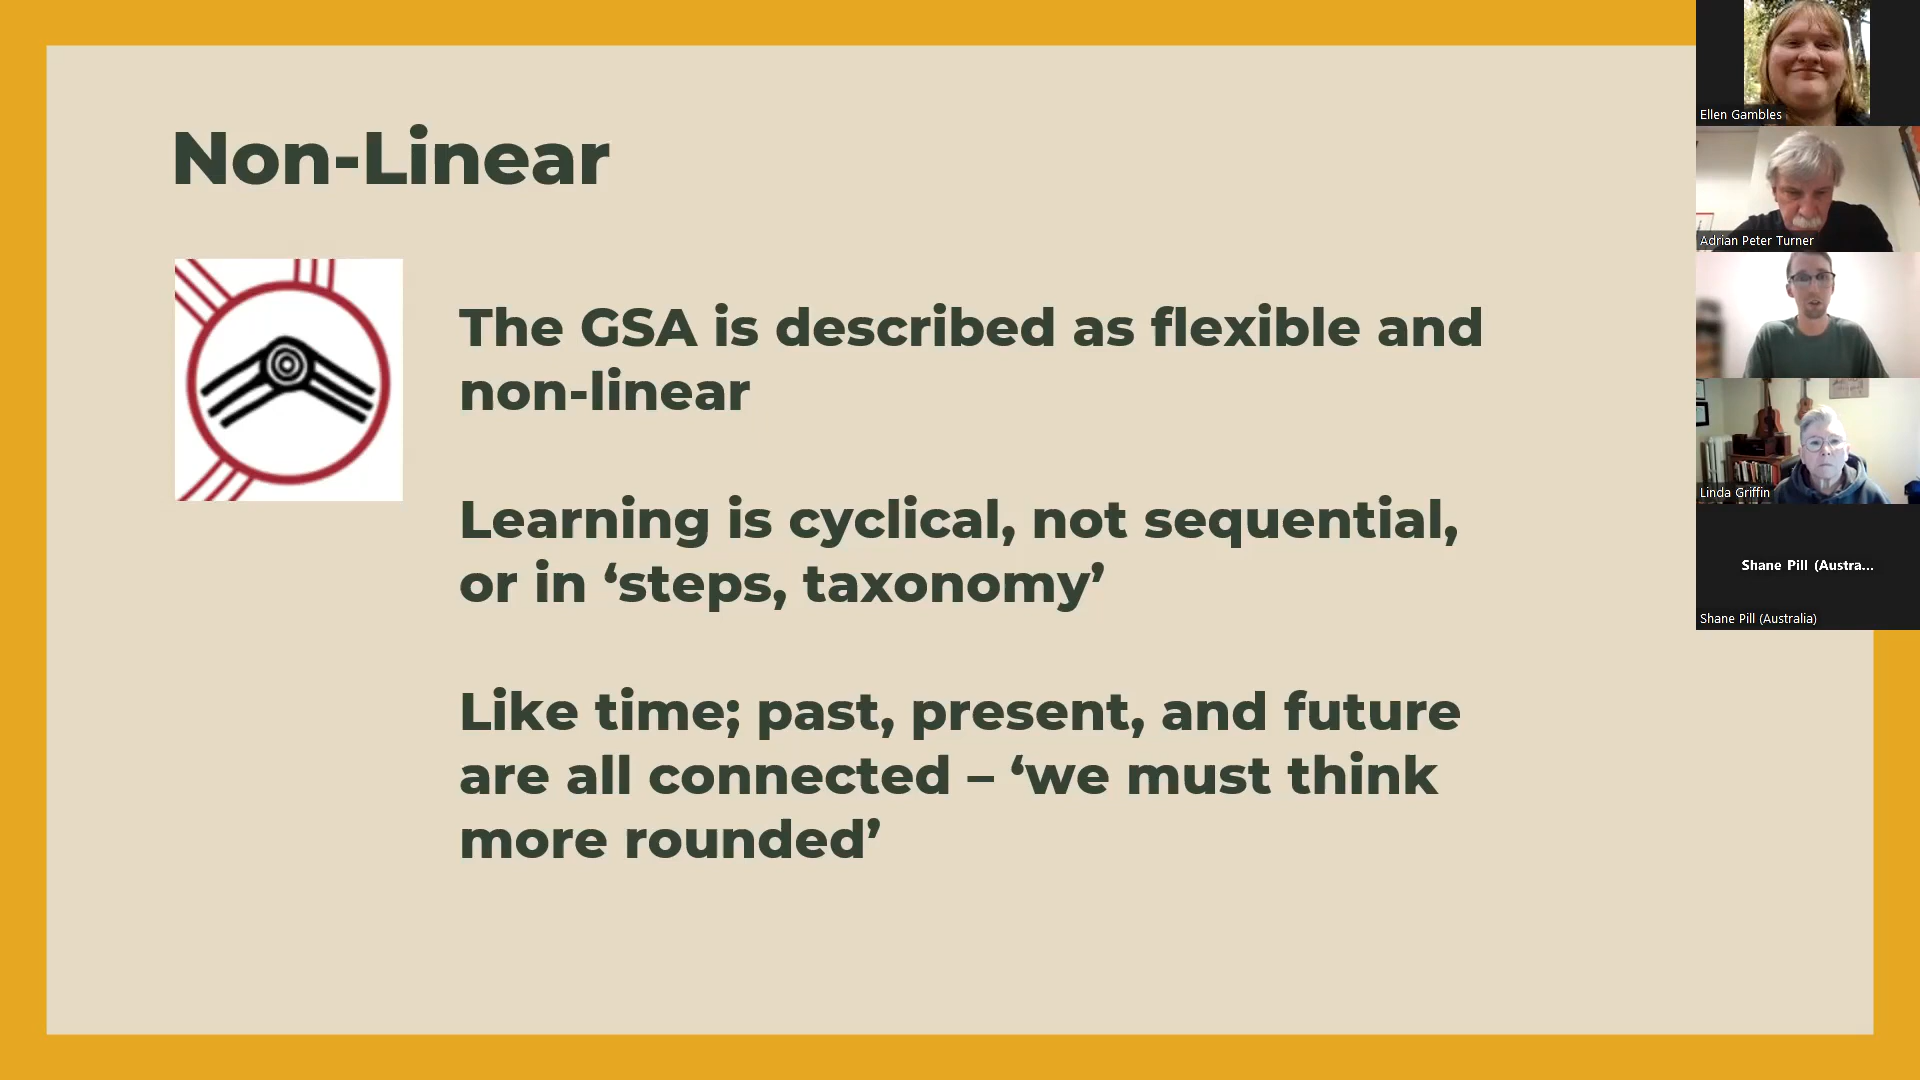 Non-Linear
The GSA is described as flexible and
non-linear
Learning is cyclical, not sequential,
or in ‘steps, taxonomy’
Like time; past, present, and future
are all connected – ‘we must think
more rounded’
Ellen Gambles
Adrian Peter Turner
Linda Griffin
Shane Pill (Austra...
Shane Pill (Australia)